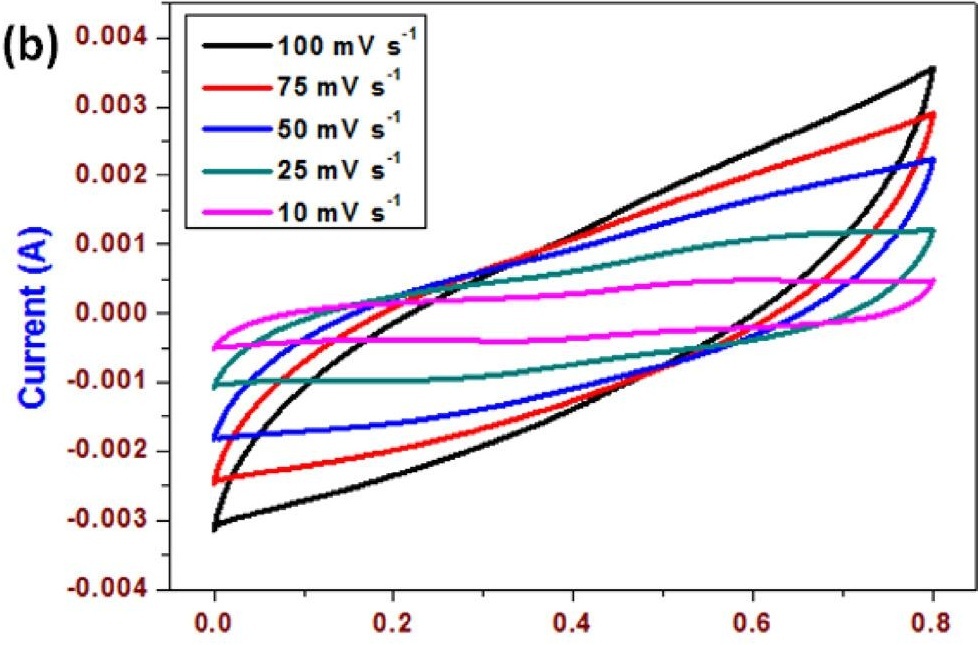 (b)
100 mV s⁻¹
75 mV s⁻¹
50 mV s⁻¹
25 mV s⁻¹
10 mV s⁻¹
Current (A)
0.004
0.003
0.002
0.001
0.000
-0.001
-0.002
-0.003
-0.004
0.0 0.2 0.4 0.6 0.8